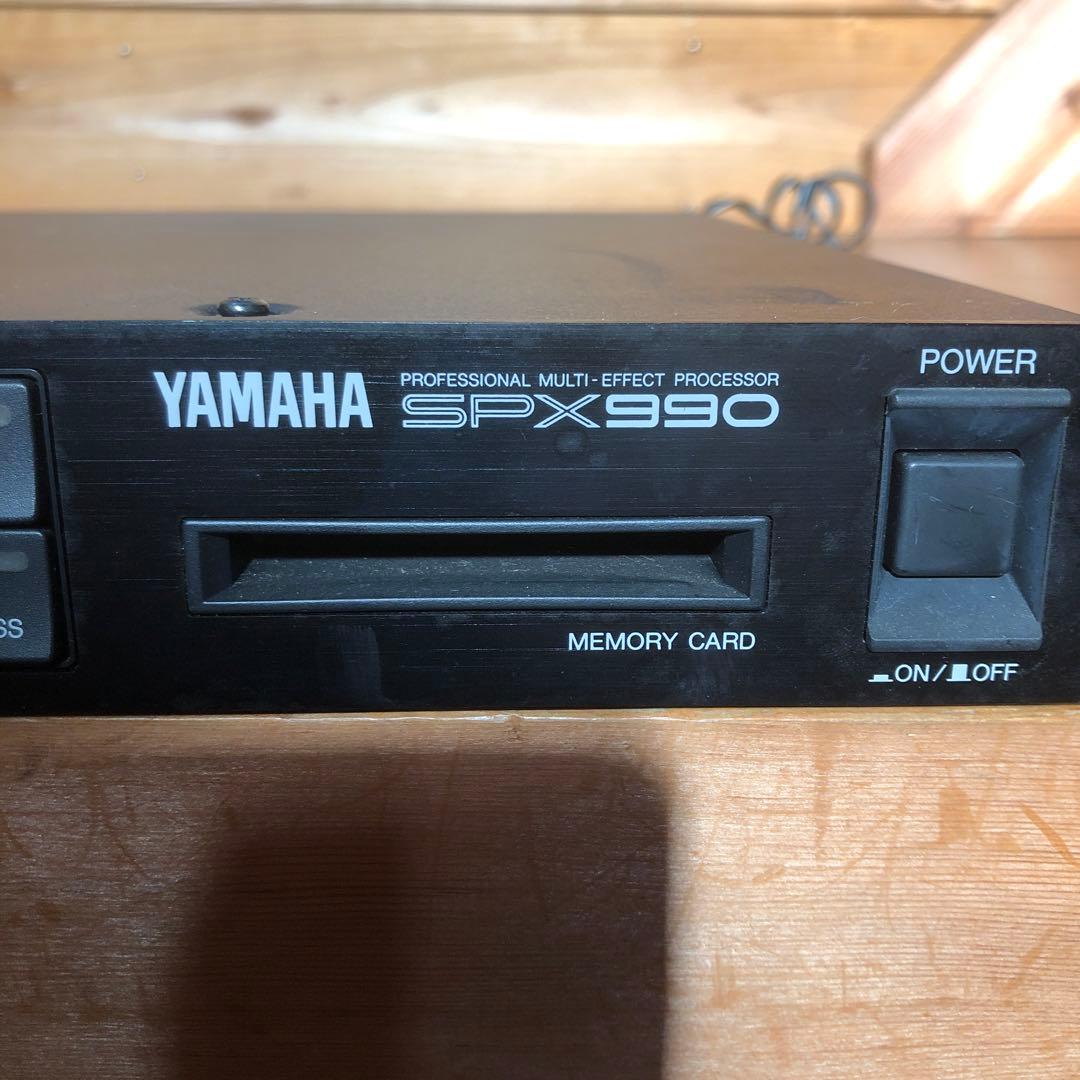 POWER
YAMAHA
PROFESSIONAL MULTI-EFFECT PROCESSOR
SPX990
SS
MEMORY CARD
ON/OFF